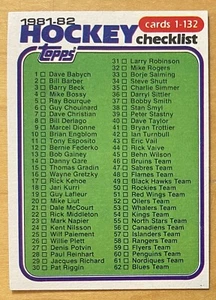 1981-82
cards 1-132
HOCKEY
topps
checklist
1 Dave Babych
2 Bill Barber
3 Barry Beck
4 Mike Bossy
5 Ray Bourque
6 Guy Chouinard
7 Dave Christian
8 Bill Derlago
9 Marcel Dionne
10 Brian Engblom
11 Tony Esposito
12 Bernie Federko
13 Bob Gainey
14 Danny Gare
15 Thomas Gradin
16 Wayne Gretzky
17 Rick Kehoe
18 Jari Kurri
19 Guy Lafleur
20 Mike Liut
21 Dale McCourt
22 Rick Middleton
23 Mark Napier
24 Kent Nilsson
25 Wilf Paiement
26 Willie Plett
27 Denis Potvin
28 Paul Reinhart
29 Jacques Richard
30 Pat Riggin
31 Larry Robinson
32 Mike Rogers
33 Borje Salming
34 Steve Shutt
35 Charlie Simmer
36 Darryl Sittler
37 Bobby Smith
38 Stan Smyl
39 Peter Stastny
40 Dave Taylor
41 Bryan Trottier
42 Ian Turnbull
43 Eric Vail
44 Rick Vaive
45 Behn Wilson
46 Bruins Team
47 Sabres Team
48 Flames Team
49 Black Hawks Team
50 Rockies Team
51 Red Wings Team
52 Oilers Team
53 Whalers Team
54 Kings Team
55 North Stars Team
56 Canadiens Team
57 Islanders Team
58 Rangers Team
59 Flyers Team
60 Penguins Team
61 Nordiques Team
62 Blues Team